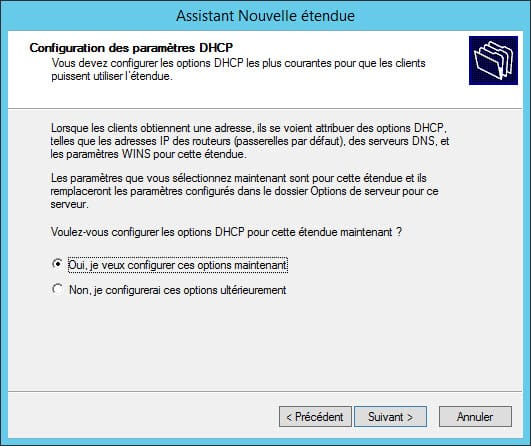 Assistant Nouvelle étendue
Configuration des paramètres DHCP
Vous devez configurer les options DHCP les plus courantes pour que les clients
puissent utiliser l'étendue.
Lorsque les clients obtiennent une adresse, ils se voient attribuer des options DHCP,
telles que les adresses IP des routeurs (passerelles par défaut), des serveurs DNS, et
les paramètres WINS pour cette étendue.
Les paramètres que vous sélectionnez maintenant sont pour cette étendue et ils
remplaceront les paramètres configurés dans le dossier Options de serveur pour ce
serveur.
Voulez-vous configurer les options DHCP pour cette étendue maintenant ?
Oui, je veux configurer ces options maintenant
Non, je configurerai ces options ultérieurement
< Précédent Suivant > Annuler